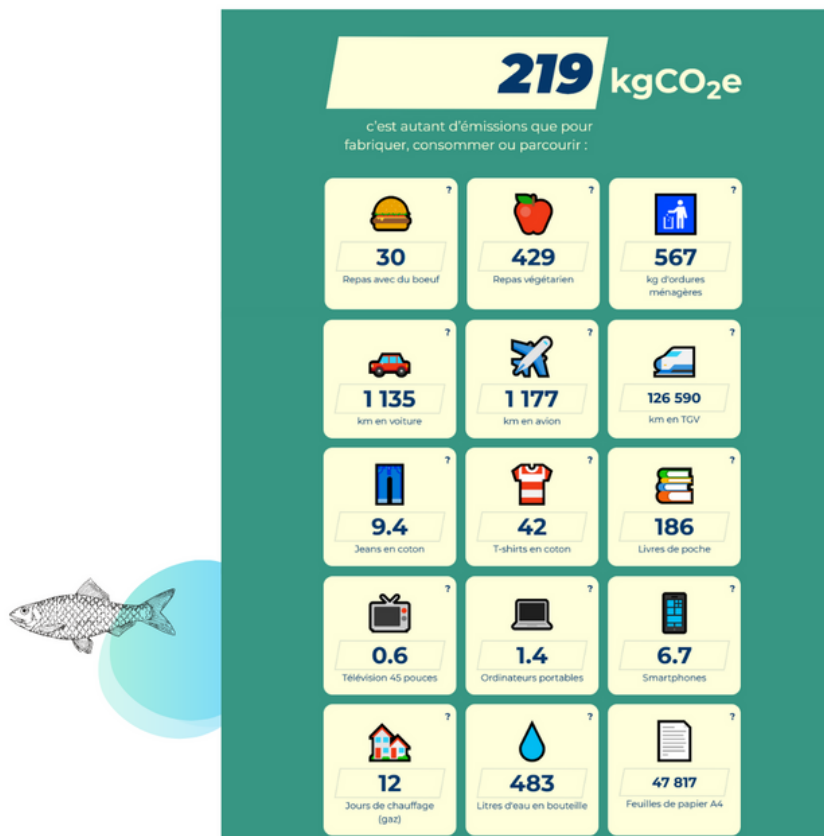 219 kgCO₂e
c'est autant d'émissions que pour
fabriquer, consommer ou parcourir :
?
30
Repas avec du boeuf
?
429
Repas végétarien
?
567
kg d'ordures
ménagères
?
1 135
km en voiture
?
1 177
km en avion
?
126 590
km en TGV
?
9.4
Jeans en coton
?
42
T-shirts en coton
?
186
Livres de poche
?
0.6
Télévision 45 pouces
?
1.4
Ordinateurs portables
?
6.7
Smartphones
?
12
Jours de chauffage
(gaz)
?
483
Litres d'eau en bouteille
?
47 817
Feuilles de papier A4